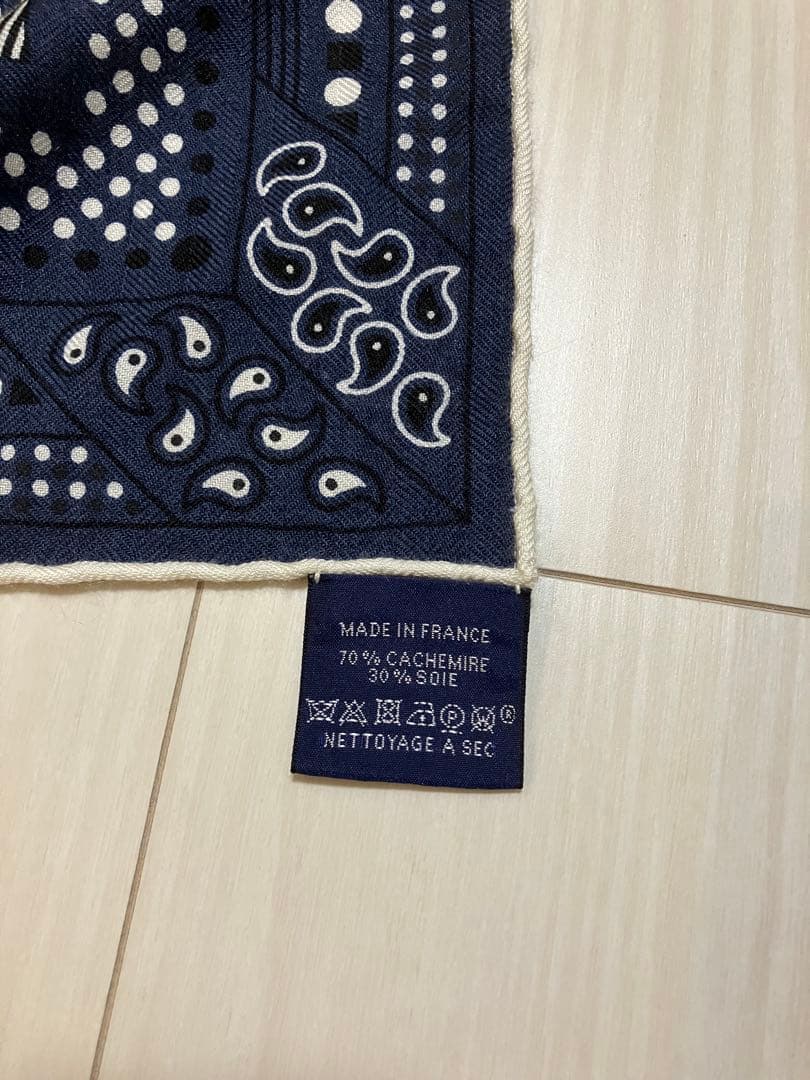 MADE IN FRANCE
70 % CACHEMIRE
30 % SOIE
P W ®
NETTOYAGE A SEC